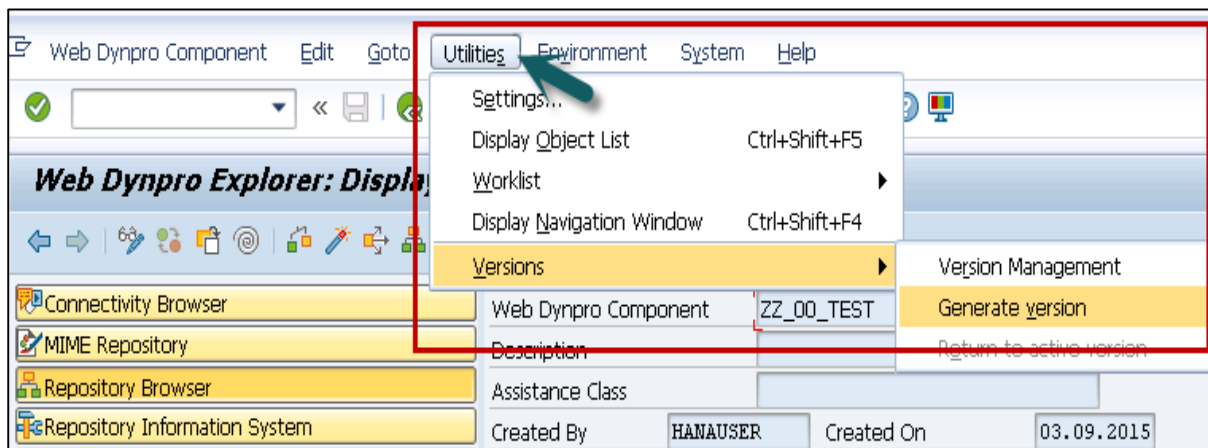 Web Dynpro Component Edit Goto Utilities Environment System Help
Settings...
Display Object List Ctrl+Shift+F5
Web Dynpro Explorer: Display
Worklist
Display Navigation Window Ctrl+Shift+F4
Versions
Version Management
Connectivity Browser
Web Dynpro Component ZZ_00_TEST
Generate version
MIME Repository
Description
Return to active version
Repository Browser
Assistance Class
Repository Information System
Created By HANAUSER Created On 03.09.2015